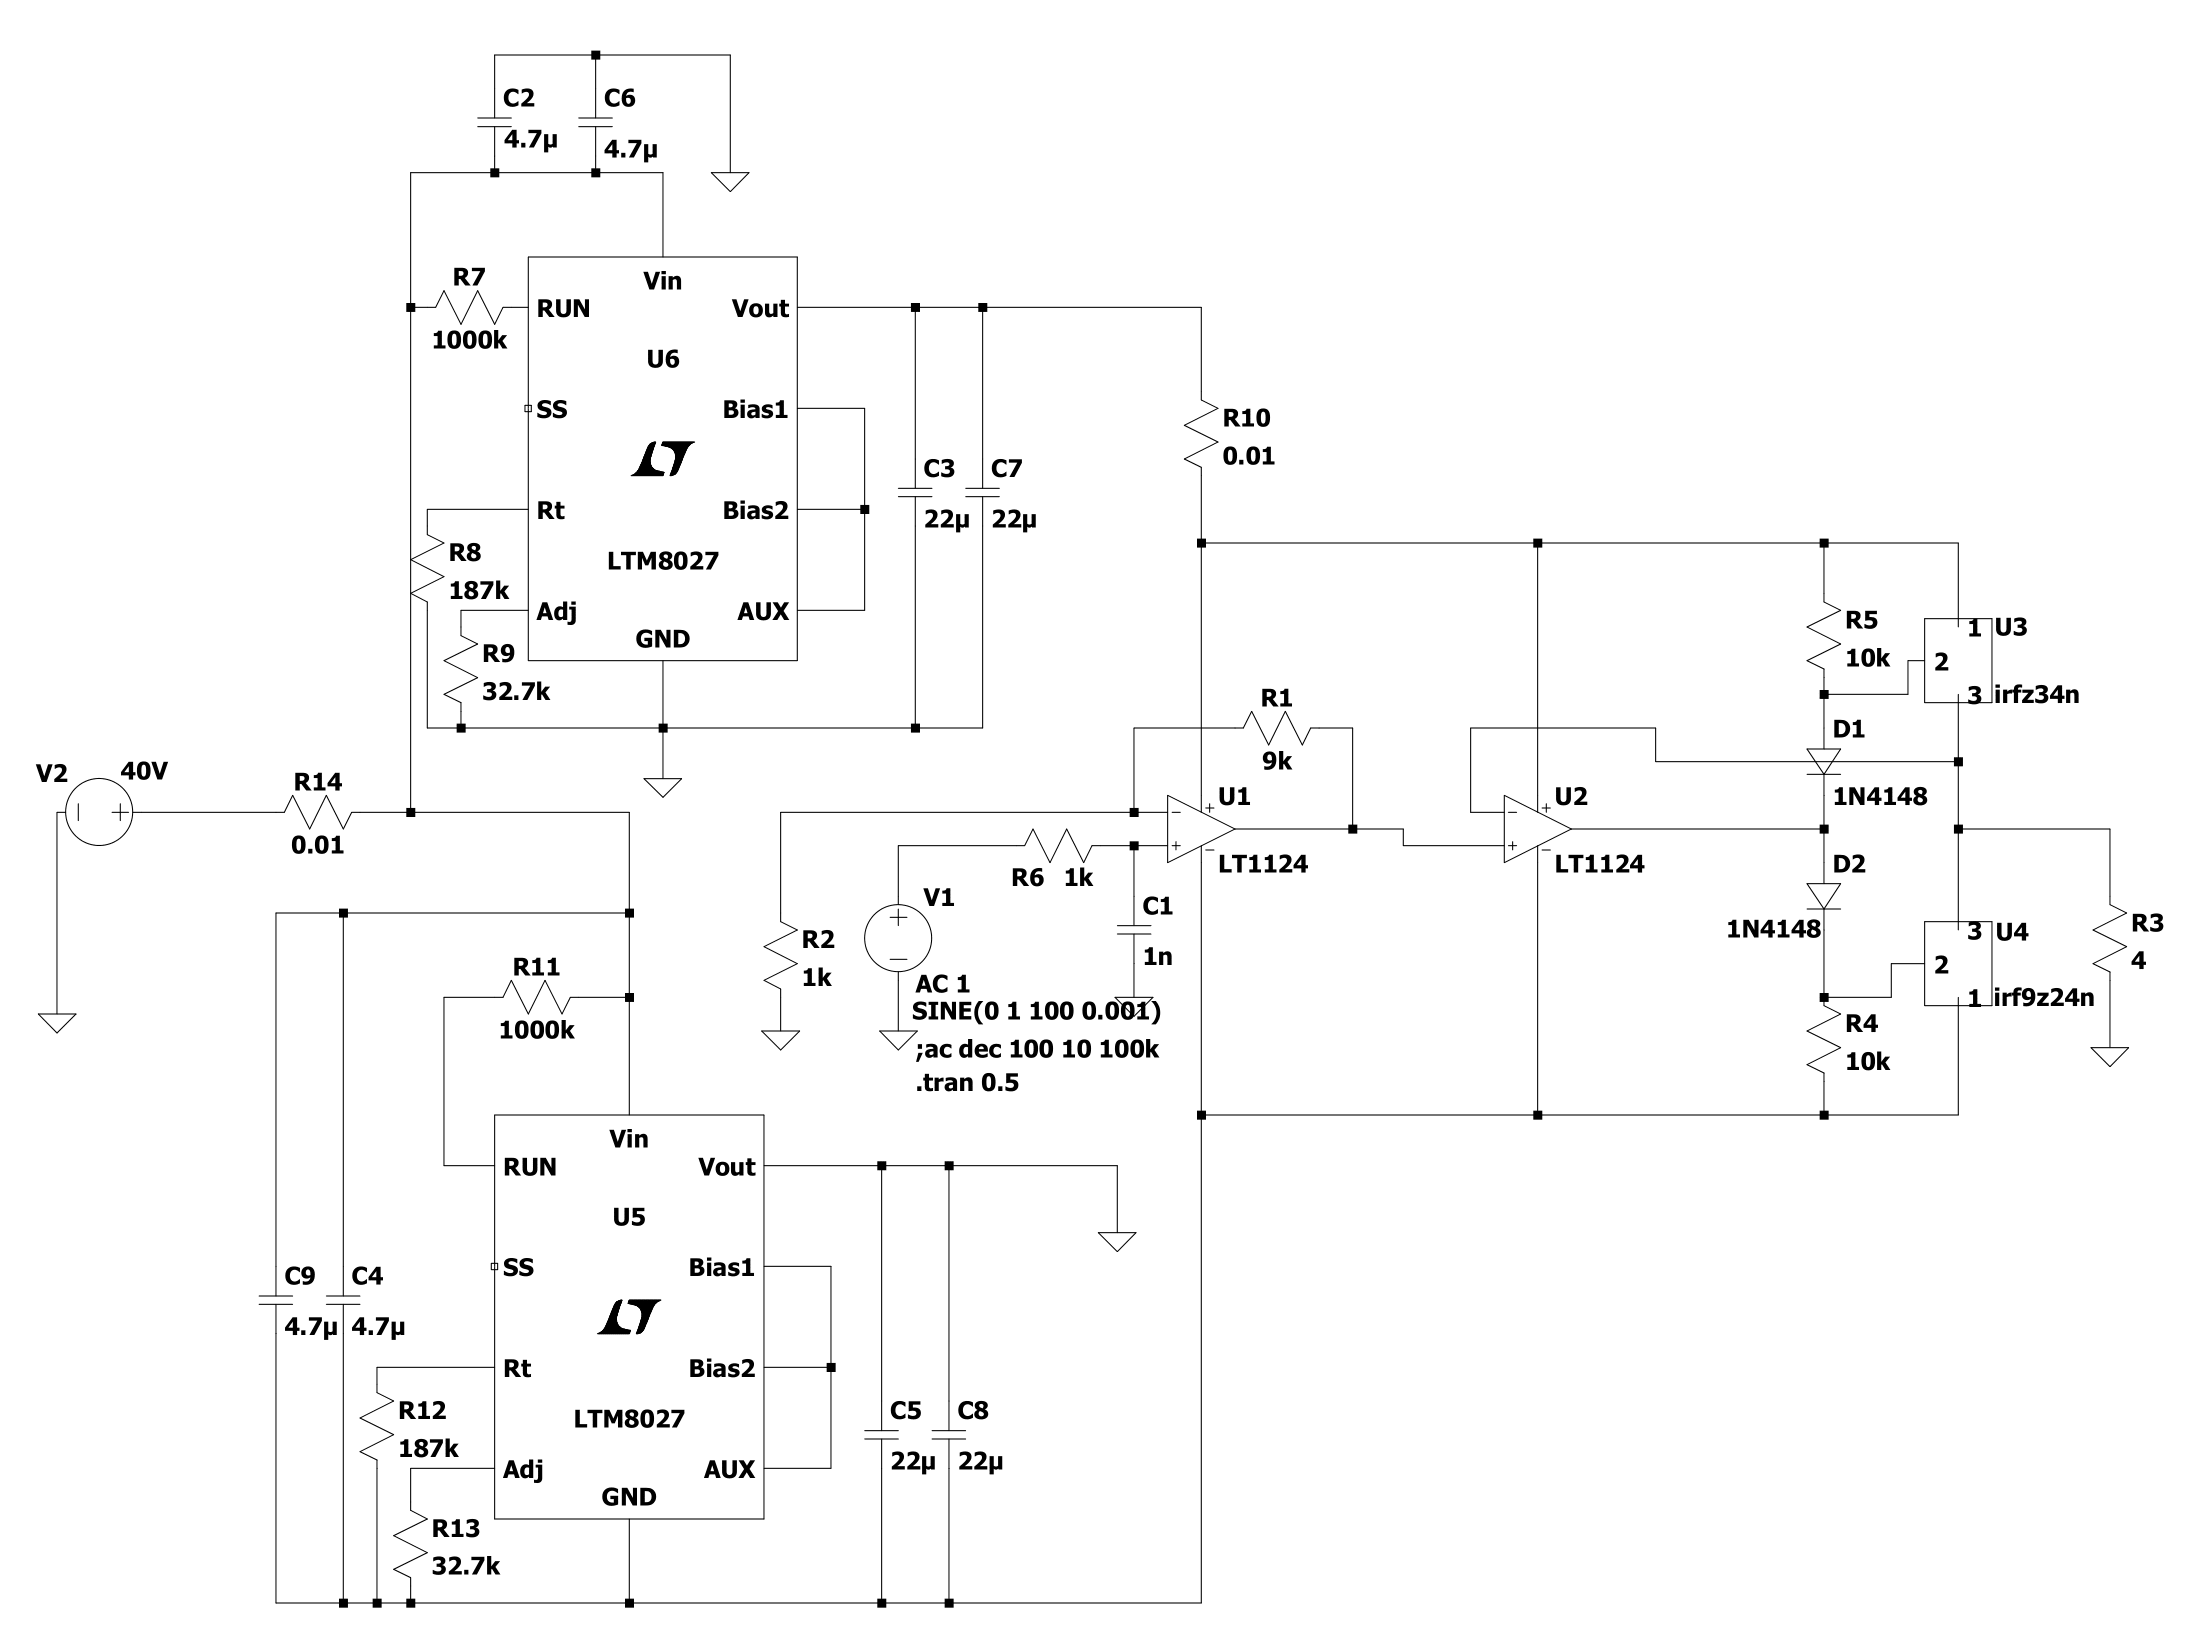 C2
4.7µ
C6
4.7µ
R7
1000k
Vin
RUN
Vout
U6
SS
Bias1
Rt
Bias2
LTM8027
Adj
AUX
GND
R8
187k
R9
32.7k
C3
22µ
C7
22µ
R10
0.01
V2
40V
R14
0.01
R1
9k
U1
LT1124
U2
LT1124
R6 1k
V1
C1
1n
R2
1k
AC 1
SINE(0 1 100 0.001)
;ac dec 100 10 100k
.tran 0.5
R5
10k
1
2
3
U3
irfz34n
D1
1N4148
D2
1N4148
3
2
1
U4
irf9z24n
R4
10k
R3
4
R11
1000k
Vin
RUN
Vout
U5
SS
Bias1
Rt
Bias2
LTM8027
Adj
AUX
GND
C9
4.7µ
C4
4.7µ
R12
187k
R13
32.7k
C5
22µ
C8
22µ